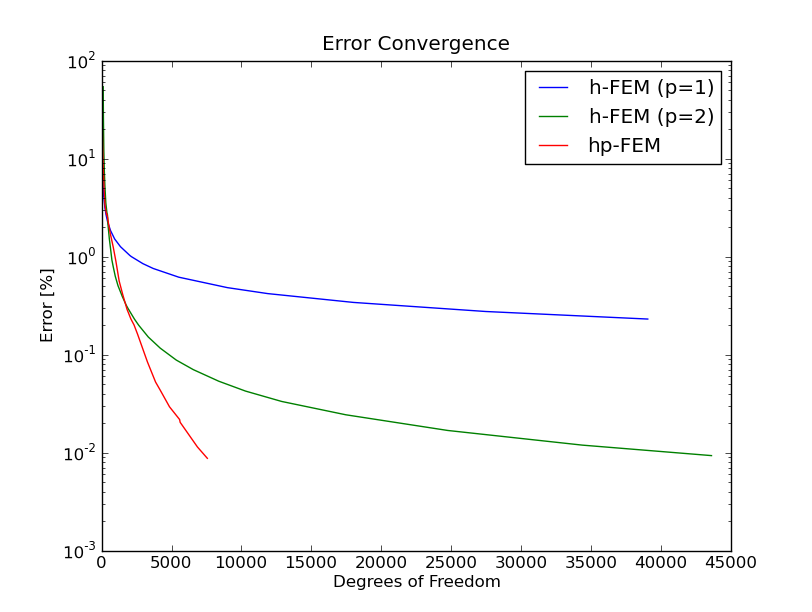 Error Convergence
h-FEM (p=1)
h-FEM (p=2)
hp-FEM
10^2
10^1
10^0
10^-1
10^-2
10^-3
Error [%]
0 5000 10000 15000 20000 25000 30000 35000 40000 45000
Degrees of Freedom